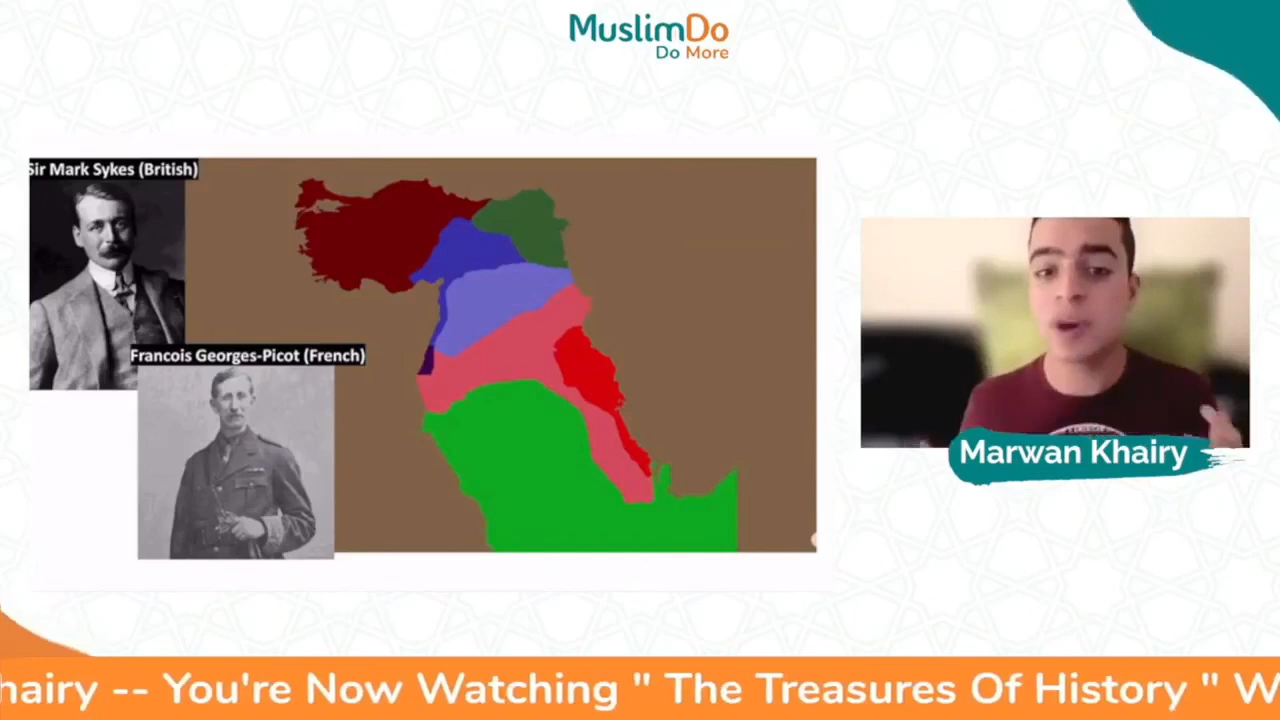 MuslimDo
Do More
Sir Mark Sykes (British)
Francois Georges-Picot (French)
Marwan Khairy
hairy -- You're Now Watching " The Treasures Of History " W